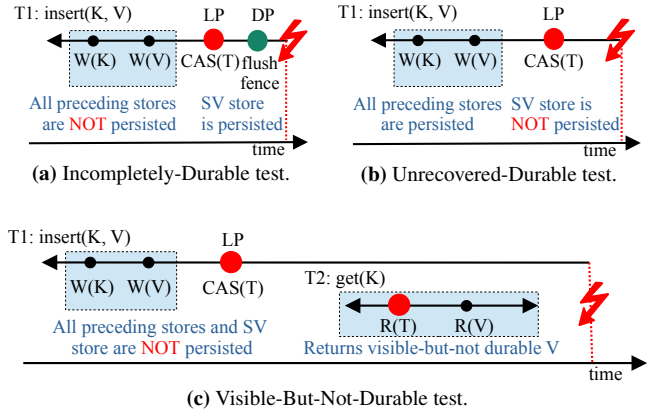 T1: insert(K, V)
LP
DP
W(K)
W(V)
CAS(T)
flush
fence
All preceding stores
are NOT persisted
SV store
is persisted
time
(a) Incompletely-Durable test.
T1: insert(K, V)
LP
W(K)
W(V)
CAS(T)
All preceding stores
are persisted
SV store is
NOT persisted
time
(b) Unrecovered-Durable test.
T1: insert(K, V)
LP
W(K)
W(V)
CAS(T)
T2: get(K)
R(T)
R(V)
All preceding stores and SV
store are NOT persisted
Returns visible-but-not durable V
time
(c) Visible-But-Not-Durable test.